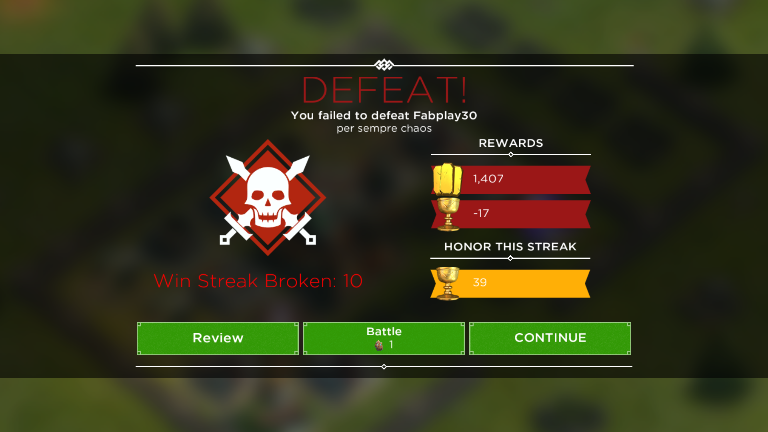 DEFEAT!
You failed to defeat Fabplay30
per sempre chaos
REWARDS
1,407
-17
HONOR THIS STREAK
39
Win Streak Broken: 10
Review
Battle
1
CONTINUE